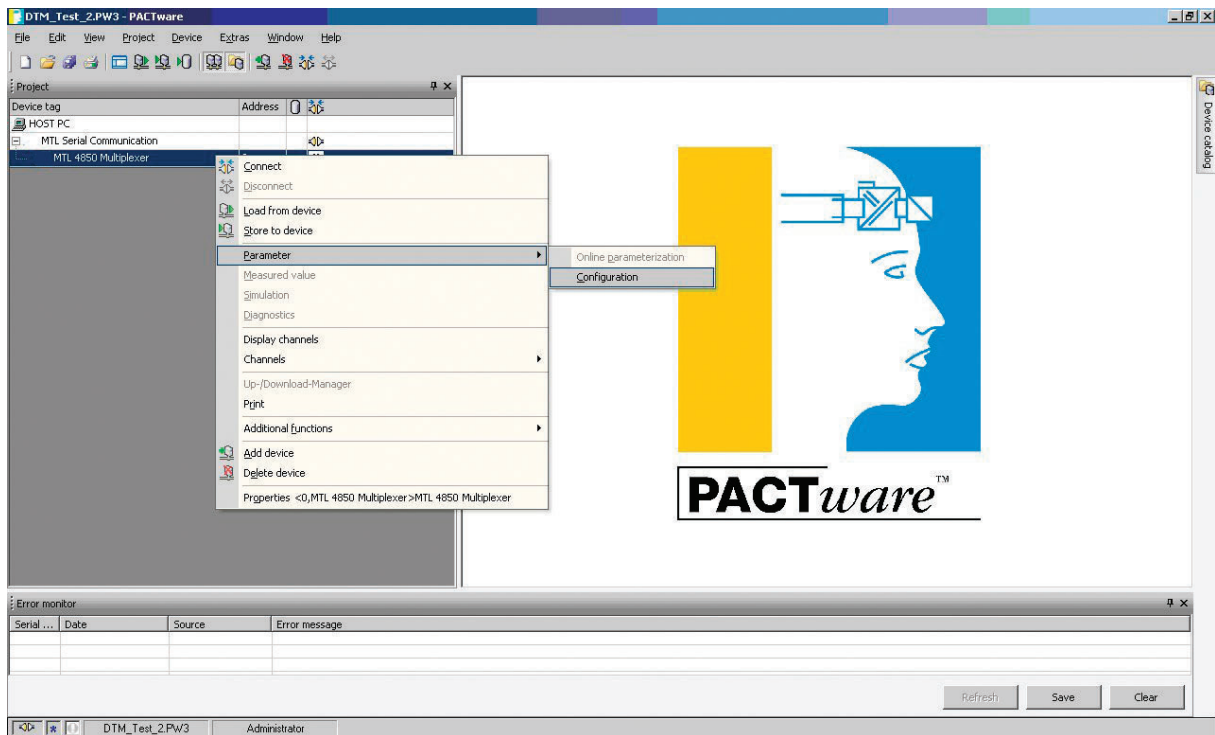 DTM_Test_2.PW3 - PACTware
File Edit View Project Device Extras Window Help
Project
Device tag Address
HOST PC
MTL Serial Communication
MTL 4850 Multiplexer
Connect
Disconnect
Load from device
Store to device
Parameter
Online parameterization
Configuration
Measured value
Simulation
Diagnostics
Display channels
Channels
Up-/Download-Manager
Print
Additional functions
Add device
Delete device
Properties <0,MTL 4850 Multiplexer>MTL 4850 Multiplexer
Device catalog
PACTware™
Error monitor
Serial ... Date Source Error message
Refresh Save Clear
DTM_Test_2.PW3 Administrator